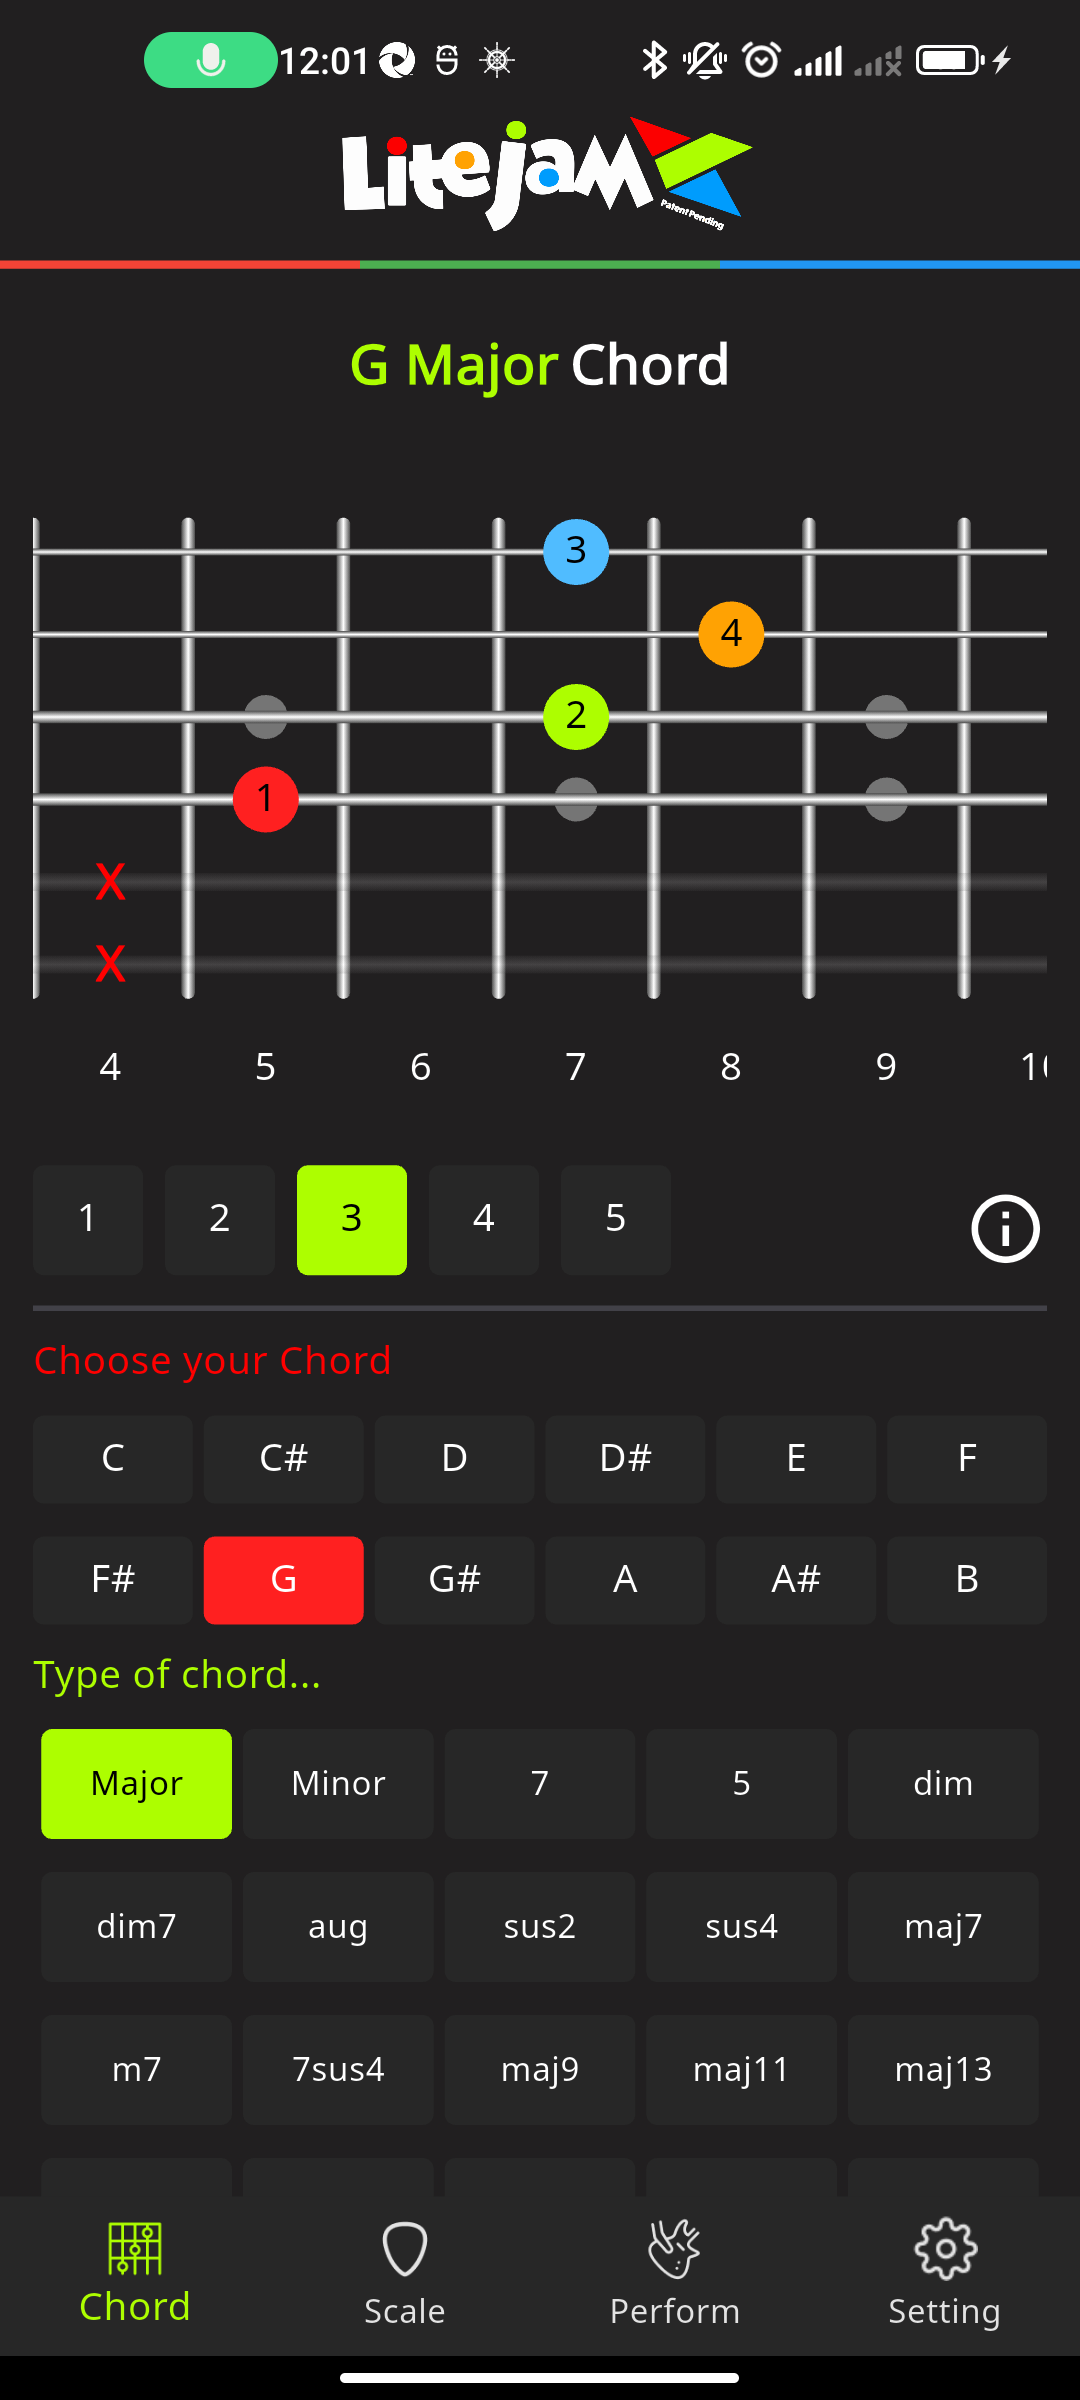 12:01
Litejam
Patent Pending
G Major Chord
3
4
2
1
X
X
4 5 6 7 8 9
1 2 3 4 5
Choose your Chord
C C# D D# E F
F# G G# A A# B
Type of chord...
Major Minor 7 5 dim
dim7 aug sus2 sus4 maj7
m7 7sus4 maj9 maj11 maj13
Chord Scale Perform Setting